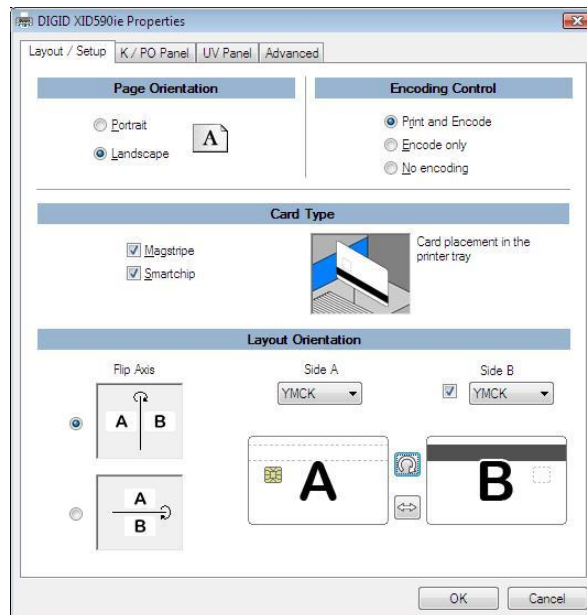 DIGID XID590ie Properties
Layout / Setup K / PO Panel UV Panel Advanced
Page Orientation
Portrait
Landscape
A
Encoding Control
Print and Encode
Encode only
No encoding
Card Type
Magstripe
Smartchip
Card placement in the
printer tray
Layout Orientation
Flip Axis
A B
A
B
Side A
YMCK
Side B
YMCK
A
B
OK Cancel